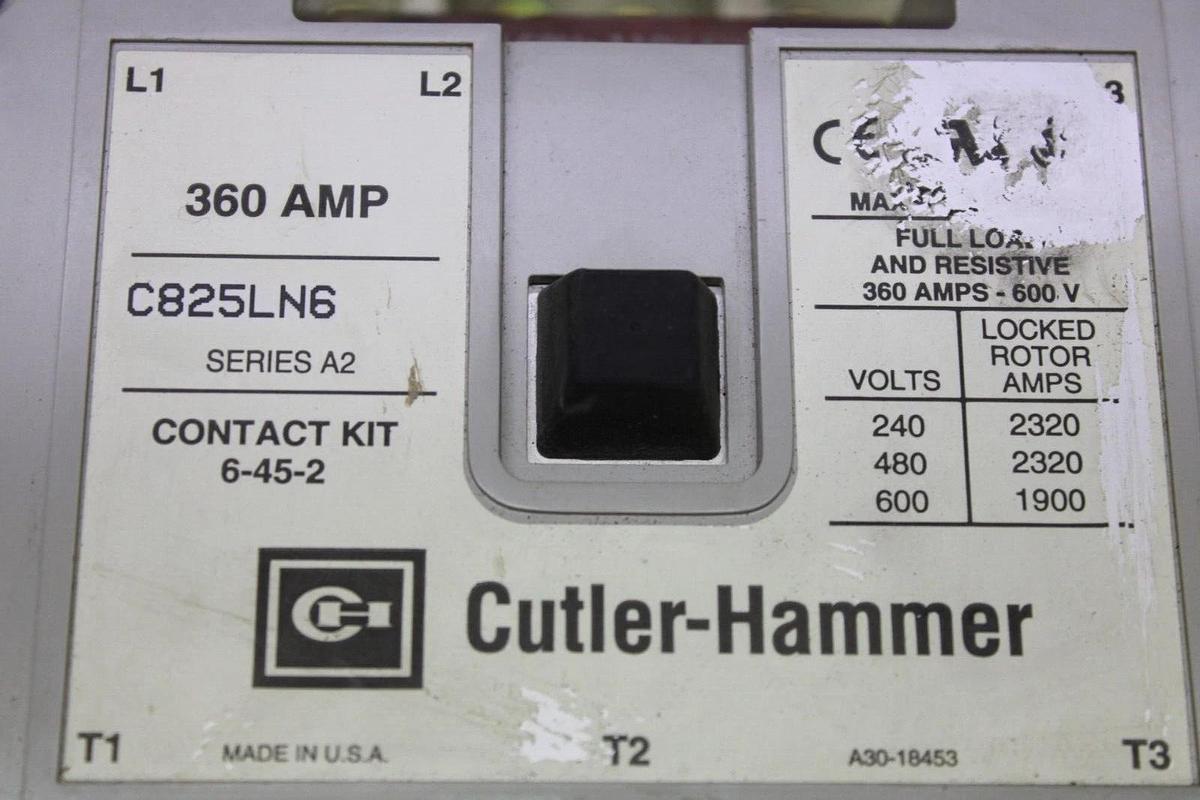 L1
L2
3
360 AMP
C825LN6
SERIES A2
CONTACT KIT
6-45-2
CE
FULL
AND RESISTIVE
360 AMPS - 600 V
VOLTS
LOCKED
ROTOR
AMPS
240 2320
480 2320
600 1900
CH
Cutler-Hammer
T1
MADE IN U.S.A.
T2
A30-18453
T3